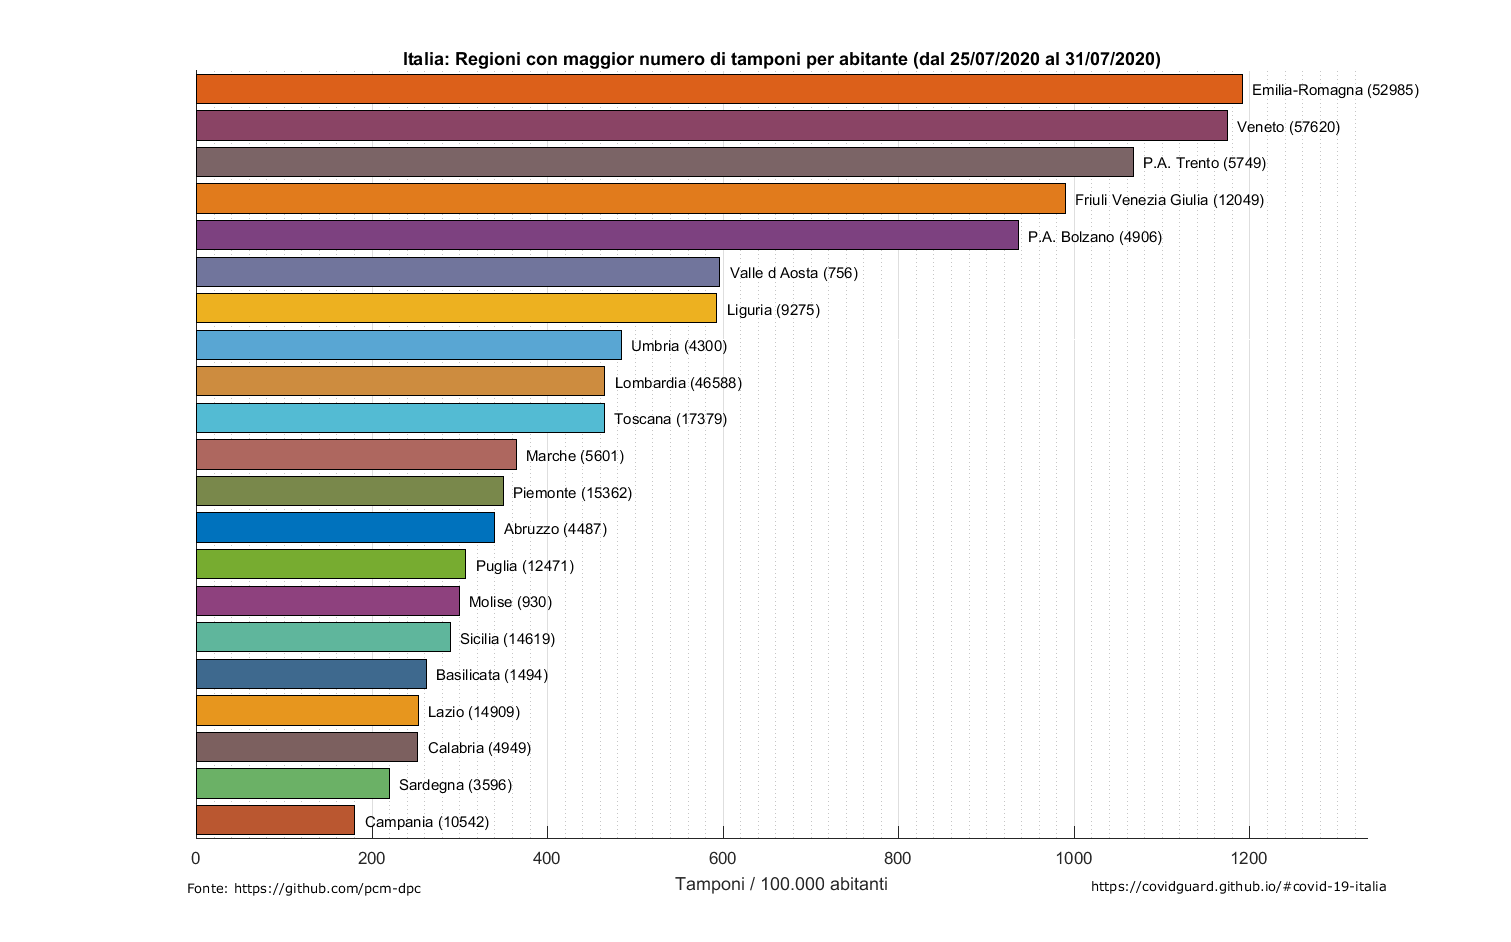 Italia: Regioni con maggior numero di tamponi per abitante (dal 25/07/2020 al 31/07/2020)
Emilia-Romagna (52985)
Veneto (57620)
P.A. Trento (5749)
Friuli Venezia Giulia (12049)
P.A. Bolzano (4906)
Valle d Aosta (756)
Liguria (9275)
Umbria (4300)
Lombardia (46588)
Toscana (17379)
Marche (5601)
Piemonte (15362)
Abruzzo (4487)
Puglia (12471)
Molise (930)
Sicilia (14619)
Basilicata (1494)
Lazio (14909)
Calabria (4949)
Sardegna (3596)
Campania (10542)
0 200 400 600 800 1000 1200
Tamponi / 100.000 abitanti
Fonte: https://github.com/pcm-dpc
https://covidguard.github.io/#covid-19-italia